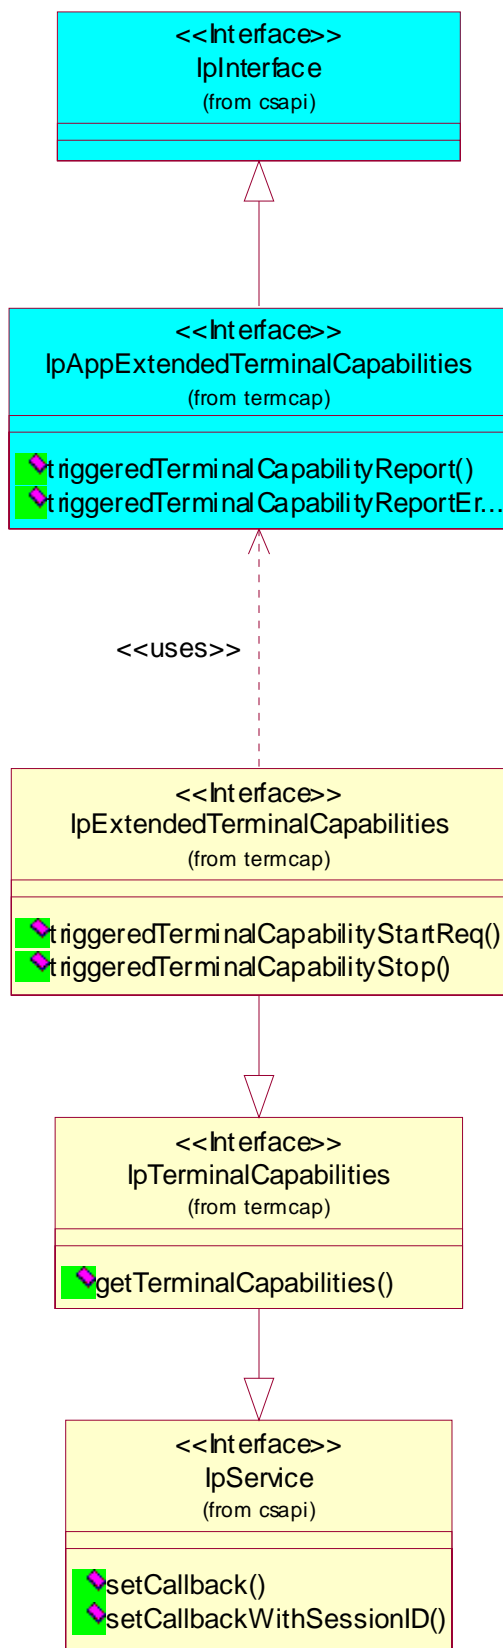 <<Interface>>
IpInterface
(from csapi)
<<Interface>>
IpAppExtendedTerminalCapabilities
(from termcap)
triggeredTerminalCapabilityReport()
triggeredTerminalCapabilityReportEr...
<<uses>>
<<Interface>>
IpExtendedTerminalCapabilities
(from termcap)
triggeredTerminalCapabilityStartReq()
triggeredTerminalCapabilityStop()
<<Interface>>
IpTerminalCapabilities
(from termcap)
getTerminalCapabilities()
<<Interface>>
IpService
(from csapi)
setCallback()
setCallbackWithSessionID()